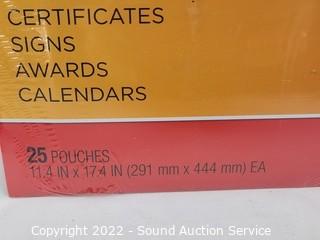 CERTIFICATES
SIGNS
AWARDS
CALENDARS
25 POUCHES
11.4 IN x 17.4 IN (291 mm x 444 mm) EA
Copyright 2022 - Sound Auction Service